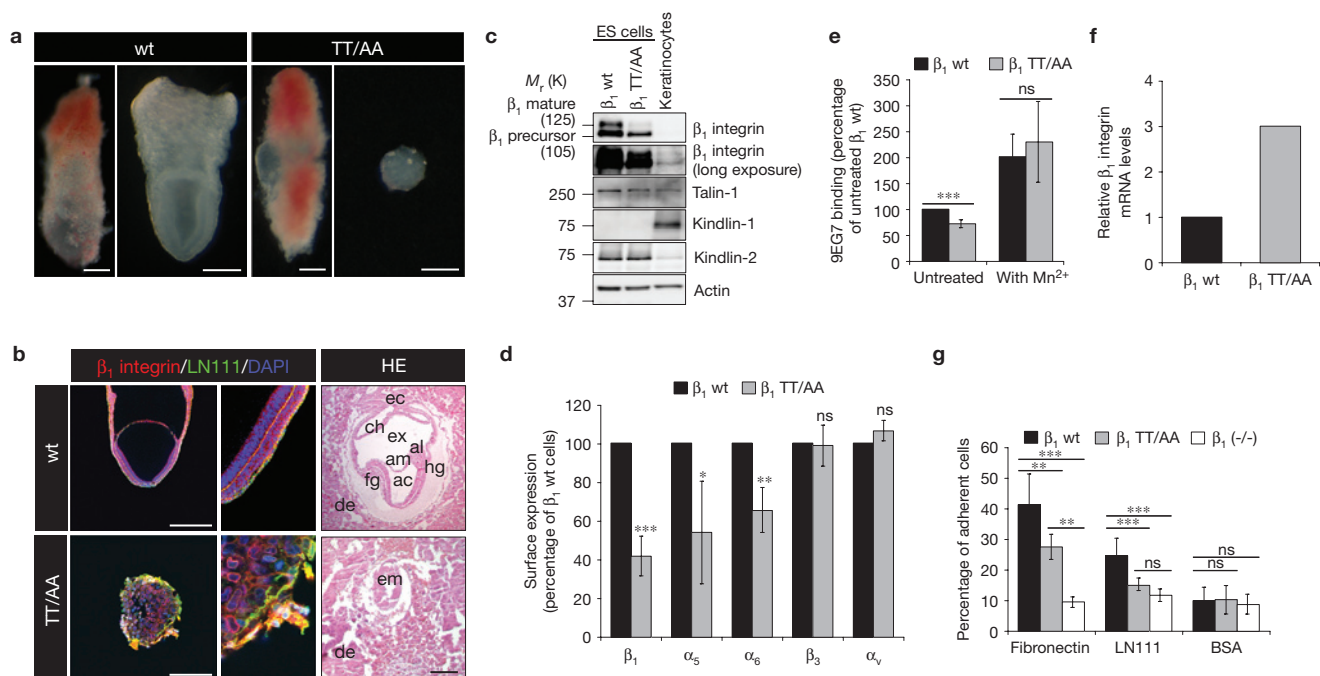 a
wt
TT/AA
b
β1 integrin/LN111/DAPI
HE
wt
ec
ch
ex
al
am
hg
fg
ac
de
TT/AA
em
de
c
ES cells
Mr (K)
β1 wt
β1 TT/AA
Keratinocytes
β1 mature
(125)
β1 precursor
(105)
β1 integrin
β1 integrin
(long exposure)
250
Talin-1
75
Kindlin-1
75
Kindlin-2
37
Actin
d
β1 wt
β1 TT/AA
Surface expression
(percentage of β1 wt cells)
120
100
80
60
40
20
0
***
*
**
ns
ns
β1
α5
α6
β3
αv
e
β1 wt
β1 TT/AA
9EG7 binding (percentage
of untreated β1 wt)
350
300
250
200
150
100
50
0
***
ns
Untreated
With Mn2+
f
Relative β1 integrin
mRNA levels
4
3
2
1
0
β1 wt
β1 TT/AA
g
β1 wt
β1 TT/AA
β1 (-/-)
Percentage of adherent cells
60
50
40
30
20
10
0
***
**
**
***
***
ns
ns
ns
Fibronectin
LN111
BSA